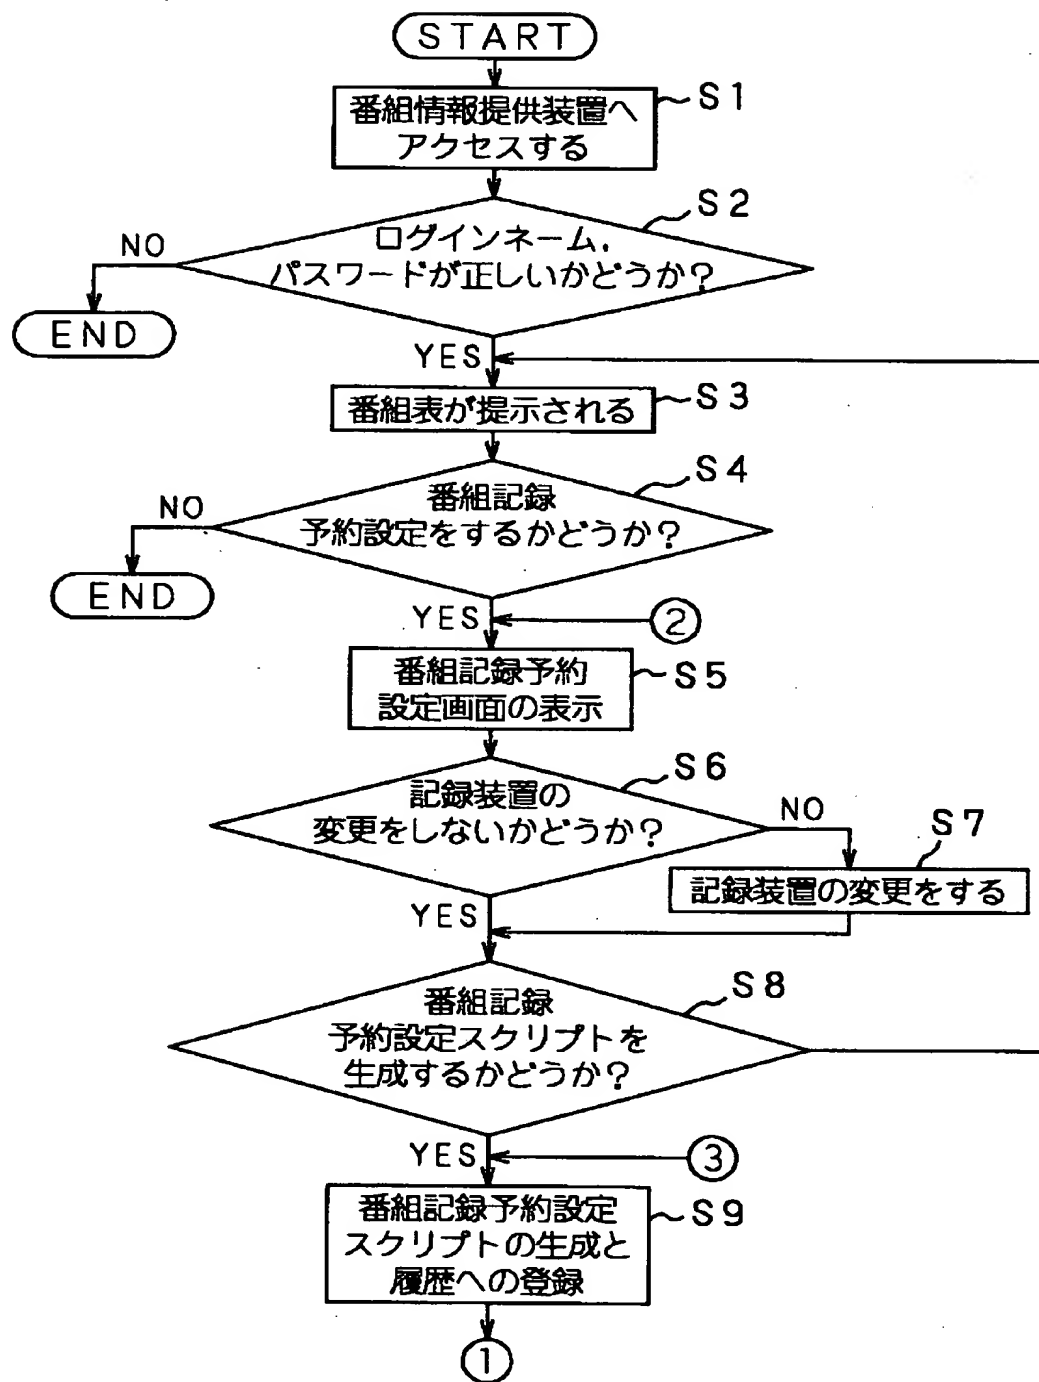 START
番組情報提供装置へ
アクセスする
S1
ログインネーム,
パスワードが正しいかどうか?
S2
NO
END
YES
番組表が提示される
S3
番組記録
予約設定をするかどうか?
S4
NO
END
YES
②
番組記録予約
設定画面の表示
S5
記録装置の
変更をしないかどうか?
S6
NO
記録装置の変更をする
S7
YES
番組記録
予約設定スクリプトを
生成するかどうか?
S8
YES
③
番組記録予約設定
スクリプトの生成と
履歴への登録
S9
①